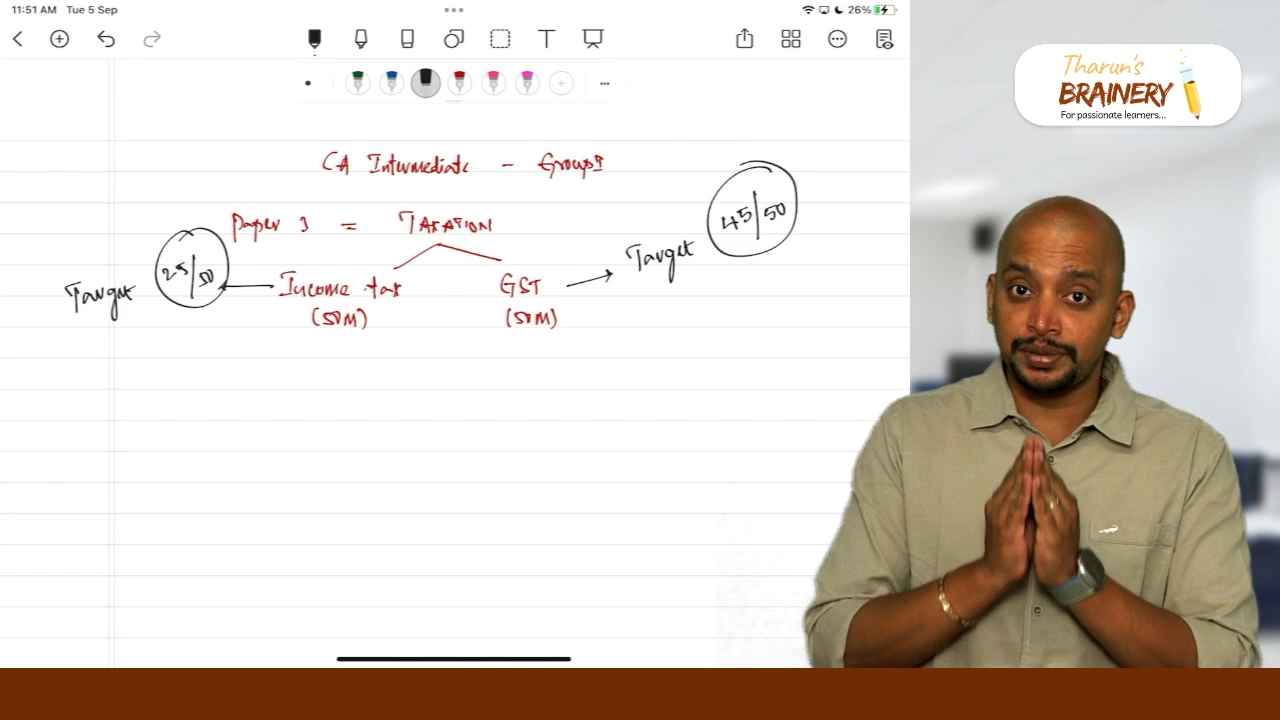 11:51 AM Tue 5 Sep
26%
Tharun's
BRAINERY
For passionate learners...
CA Intermediate - Group I
Paper 3 = TAXATION
Target 25/50 Income tax GST Target 45/50
(50M) (50M)